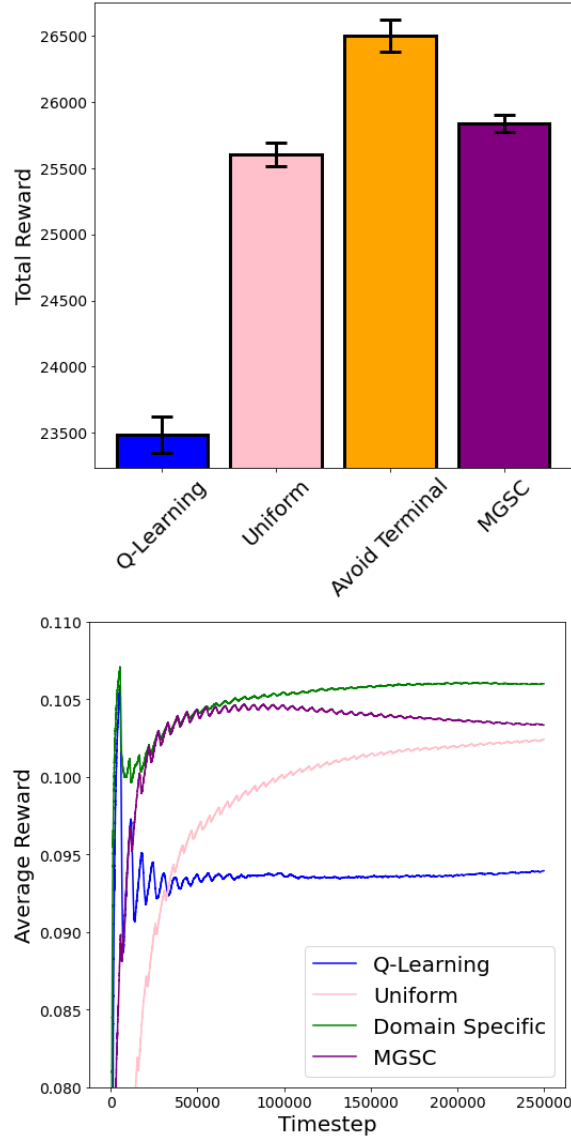 26500
26000
25500
25000
24500
24000
23500
Total Reward
Q-Learning
Uniform
Avoid Terminal
MGSC
0.110
0.105
0.100
0.095
0.090
0.085
0.080
Average Reward
Q-Learning
Uniform
Domain Specific
MGSC
0 50000 100000 150000 200000 250000
Timestep